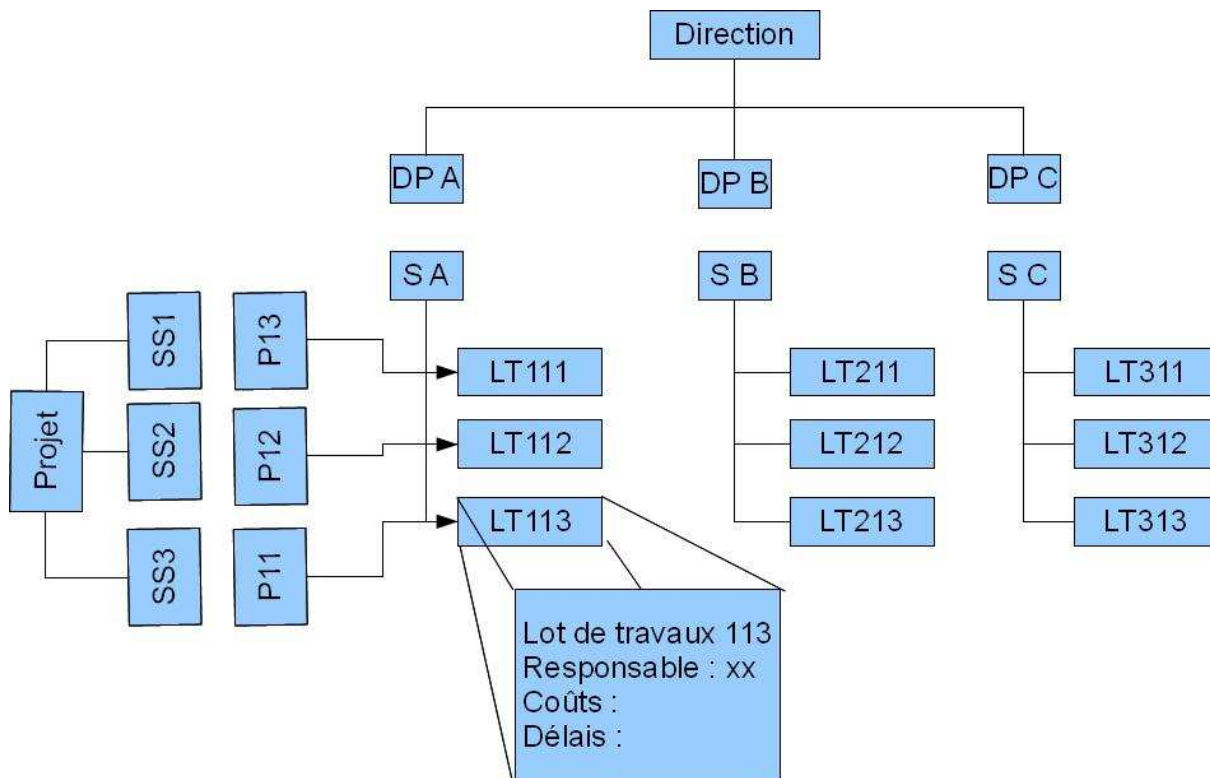 Direction
DP A
DP B
DP C
S A
S B
S C
Projet
SS1
SS2
SS3
P13
P12
P11
LT111
LT112
LT113
LT211
LT212
LT213
LT311
LT312
LT313
Lot de travaux 113
Responsable : xx
Coûts :
Délais :